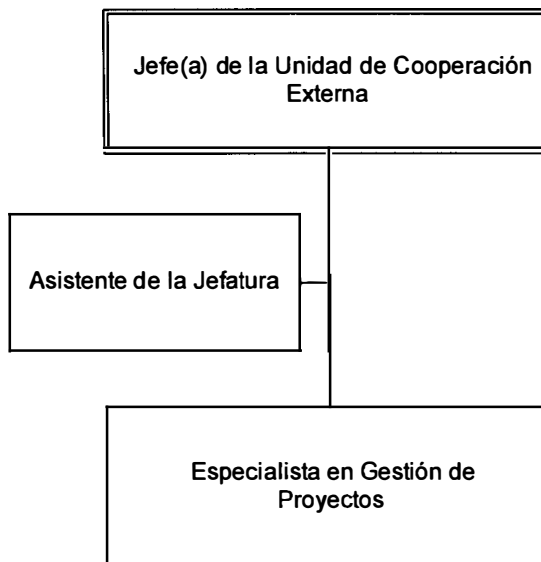 Jefe(a) de la Unidad de Cooperación
Externa
Asistente de la Jefatura
Especialista en Gestión de
Proyectos